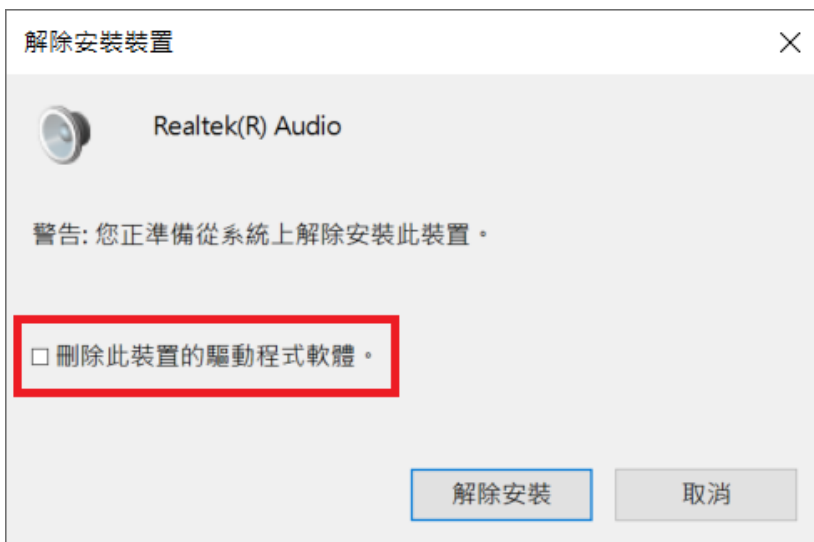 解除安裝裝置
Realtek(R) Audio
警告: 您正準備從系統上解除安裝此裝置。
刪除此裝置的驅動程式軟體。
解除安裝
取消